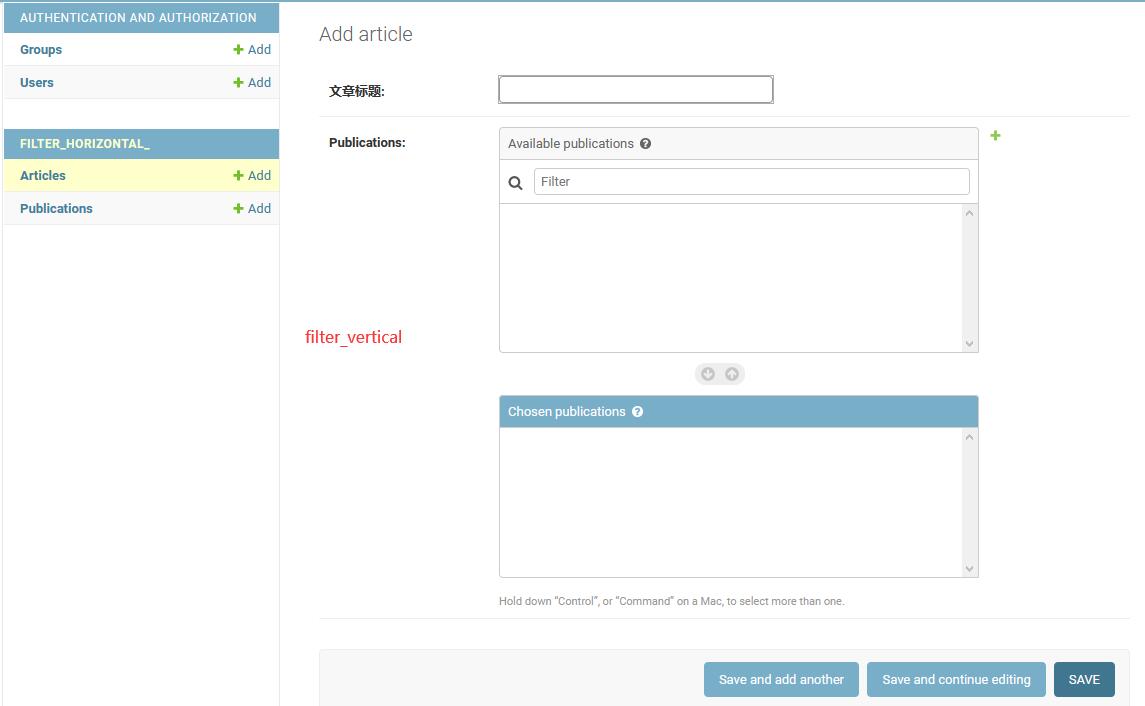 AUTHENTICATION AND AUTHORIZATION
Groups
Add
Users
Add
FILTER_HORIZONTAL_
Articles
Add
Publications
Add
Add article
文章标题:
Publications:
Available publications ?
Filter
filter_vertical
Chosen publications ?
Hold down “Control”, or “Command” on a Mac, to select more than one.
Save and add another
Save and continue editing
SAVE